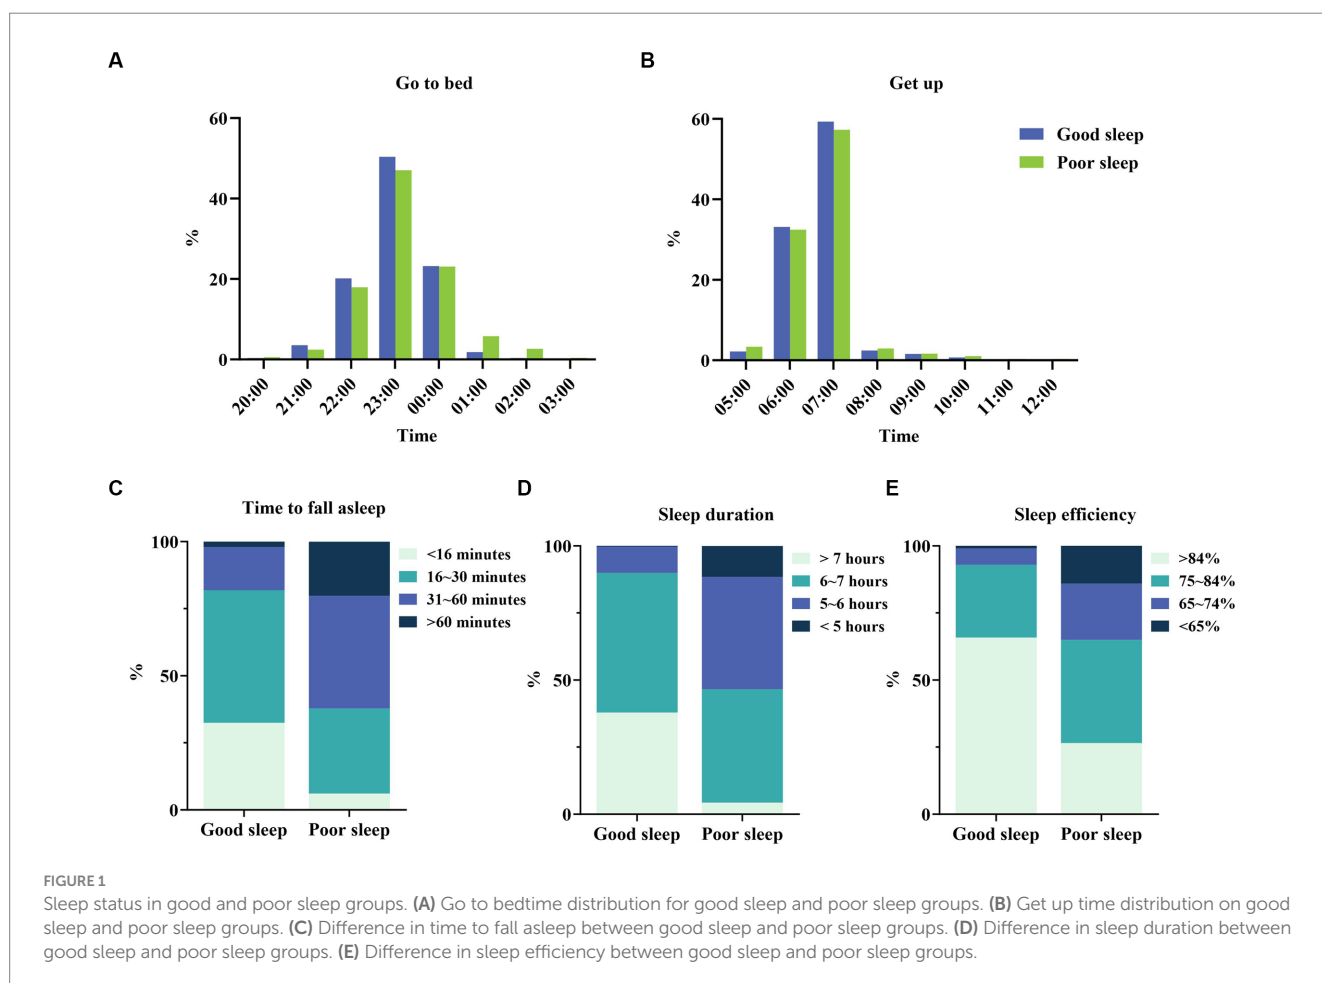 A
Go to bed
60
40
20
0
%
20:00
21:00
22:00
23:00
00:00
01:00
02:00
03:00
Time
B
Get up
60
40
20
0
%
05:00
06:00
07:00
08:00
09:00
10:00
11:00
12:00
Time
Good sleep
Poor sleep
C
Time to fall asleep
100
50
0
%
Good sleep
Poor sleep
<16 minutes
16~30 minutes
31~60 minutes
>60 minutes
D
Sleep duration
100
50
0
%
Good sleep
Poor sleep
> 7 hours
6~7 hours
5~6 hours
< 5 hours
E
Sleep efficiency
100
50
0
%
Good sleep
Poor sleep
>84%
75~84%
65~74%
<65%
FIGURE 1
Sleep status in good and poor sleep groups. (A) Go to bedtime distribution for good sleep and poor sleep groups. (B) Get up time distribution on good
sleep and poor sleep groups. (C) Difference in time to fall asleep between good sleep and poor sleep groups. (D) Difference in sleep duration between
good sleep and poor sleep groups. (E) Difference in sleep efficiency between good sleep and poor sleep groups.